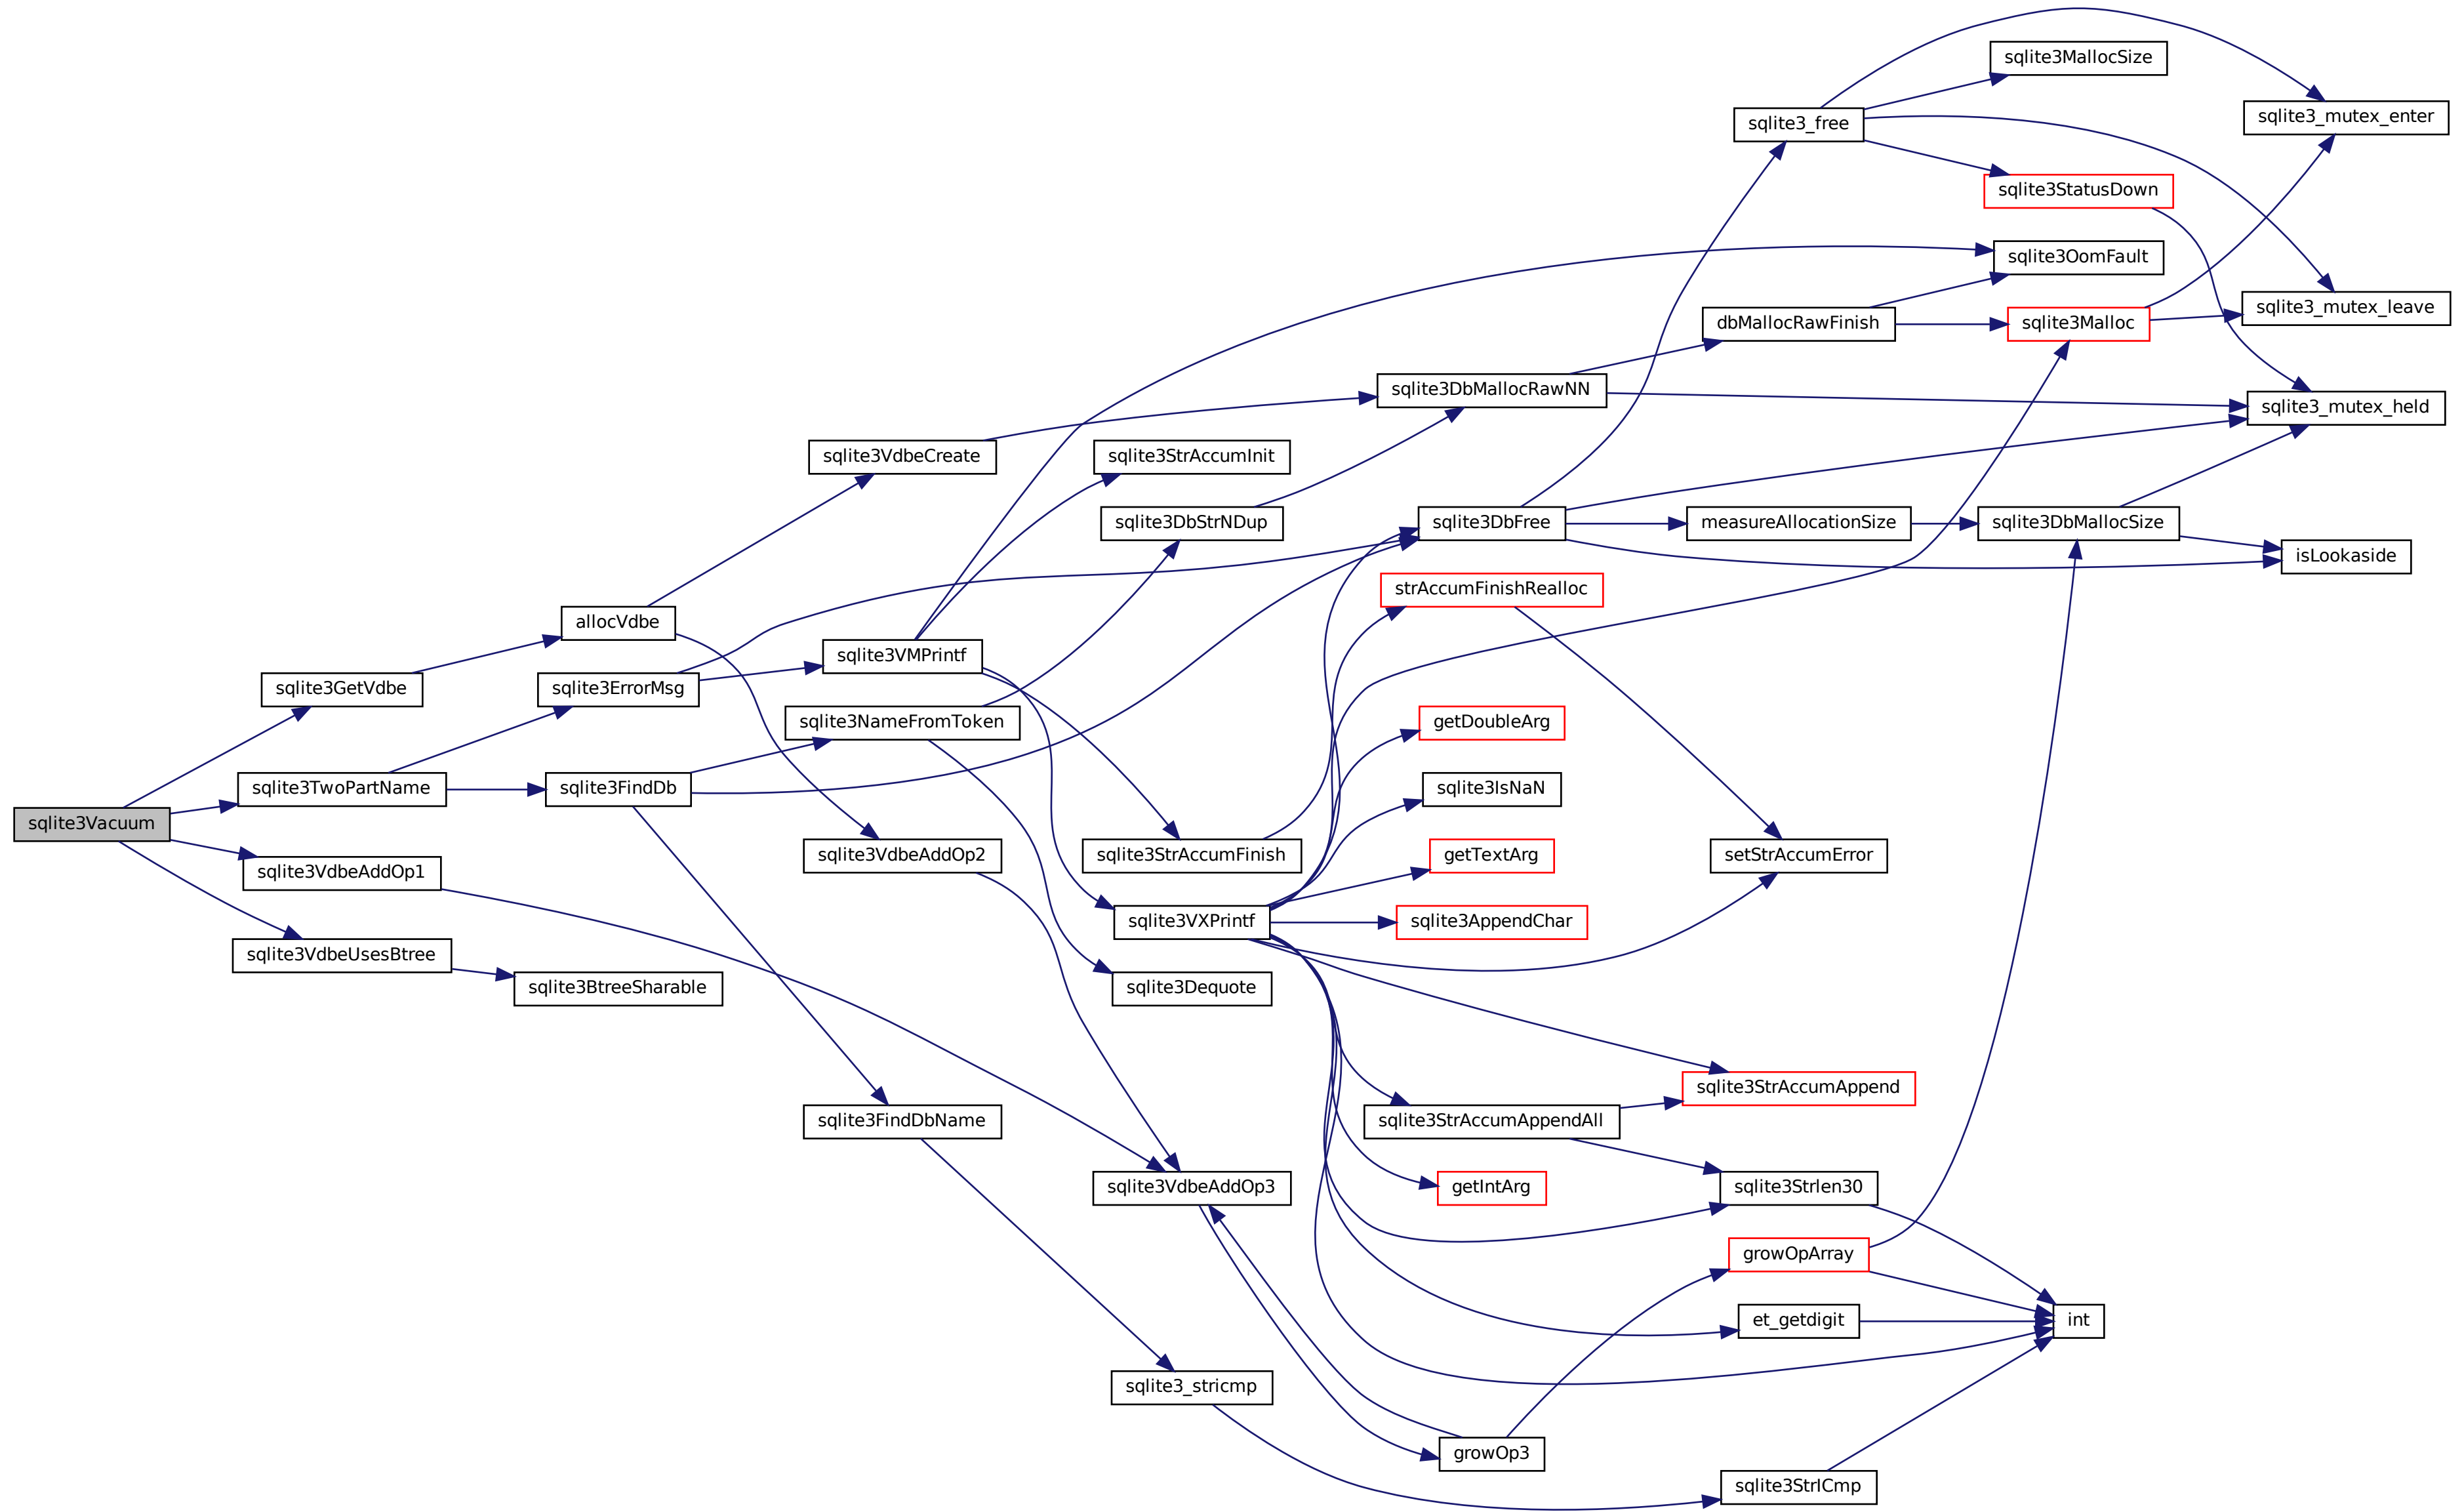 sqlite3Vacuum
sqlite3GetVdbe
sqlite3TwoPartName
sqlite3VdbeAddOp1
sqlite3VdbeUsesBtree
allocVdbe
sqlite3ErrorMsg
sqlite3FindDb
sqlite3BtreeSharable
sqlite3VdbeCreate
sqlite3VMPrintf
sqlite3NameFromToken
sqlite3VdbeAddOp2
sqlite3FindDbName
sqlite3StrAccumInit
sqlite3DbStrNDup
sqlite3StrAccumFinish
sqlite3VXPrintf
sqlite3Dequote
sqlite3VdbeAddOp3
sqlite3_stricmp
sqlite3DbMallocRawNN
sqlite3DbFree
strAccumFinishRealloc
getDoubleArg
sqlite3IsNaN
getTextArg
sqlite3AppendChar
sqlite3StrAccumAppendAll
getIntArg
growOp3
sqlite3_free
dbMallocRawFinish
measureAllocationSize
setStrAccumError
sqlite3StrAccumAppend
sqlite3Strlen30
growOpArray
et_getdigit
sqlite3StrICmp
sqlite3MallocSize
sqlite3StatusDown
sqlite3OomFault
sqlite3Malloc
sqlite3DbMallocSize
int
sqlite3_mutex_enter
sqlite3_mutex_leave
sqlite3_mutex_held
isLookaside